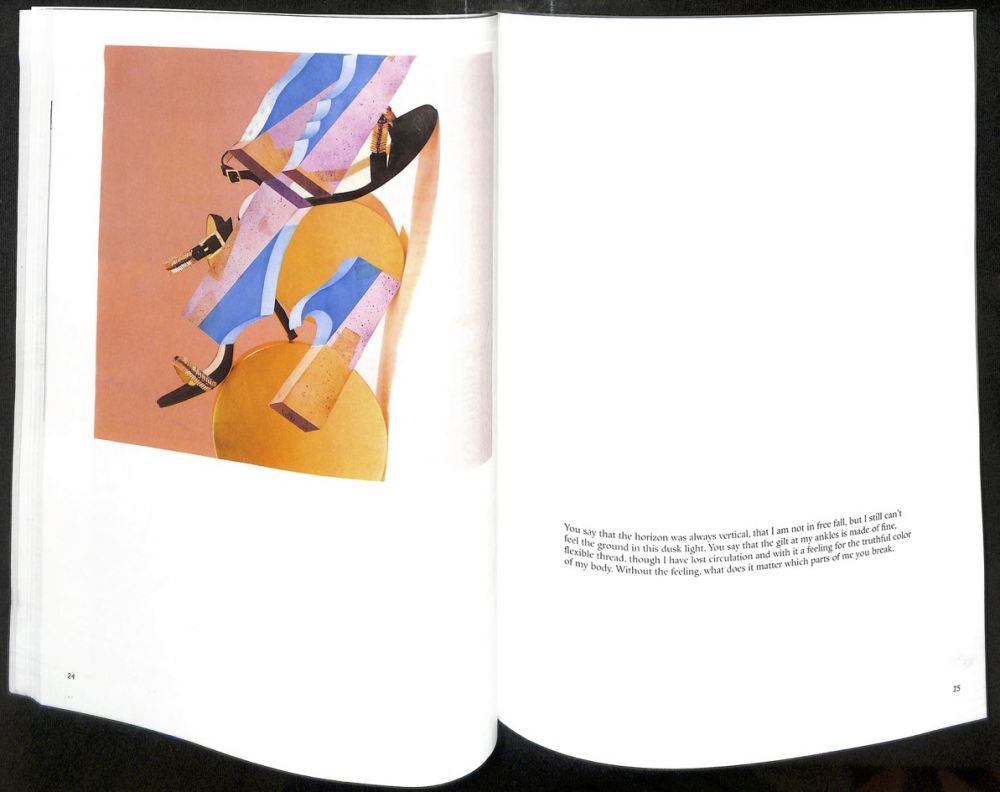 You say that the horizon was always vertical, that I am not in free fall, but I still can't
feel the ground in this dusk light. You say that the gilt at my ankles is made of fine,
flexible thread, though I have lost circulation and with it a feeling for the truthful color
of my body. Without the feeling, what does it matter which parts of me you break.
24
25